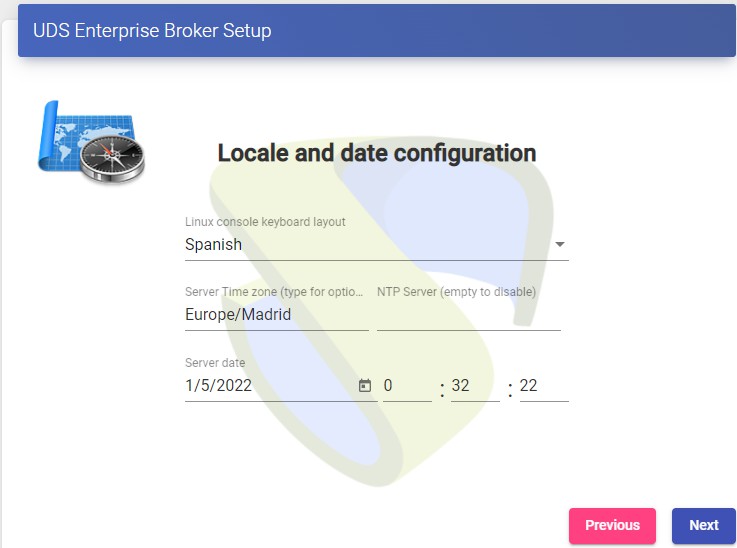 UDS Enterprise Broker Setup
Locale and date configuration
Linux console keyboard layout
Spanish
Server Time zone (type for optio... NTP Server (empty to disable)
Europe/Madrid
Server date
1/5/2022 0 : 32 : 22
Previous Next